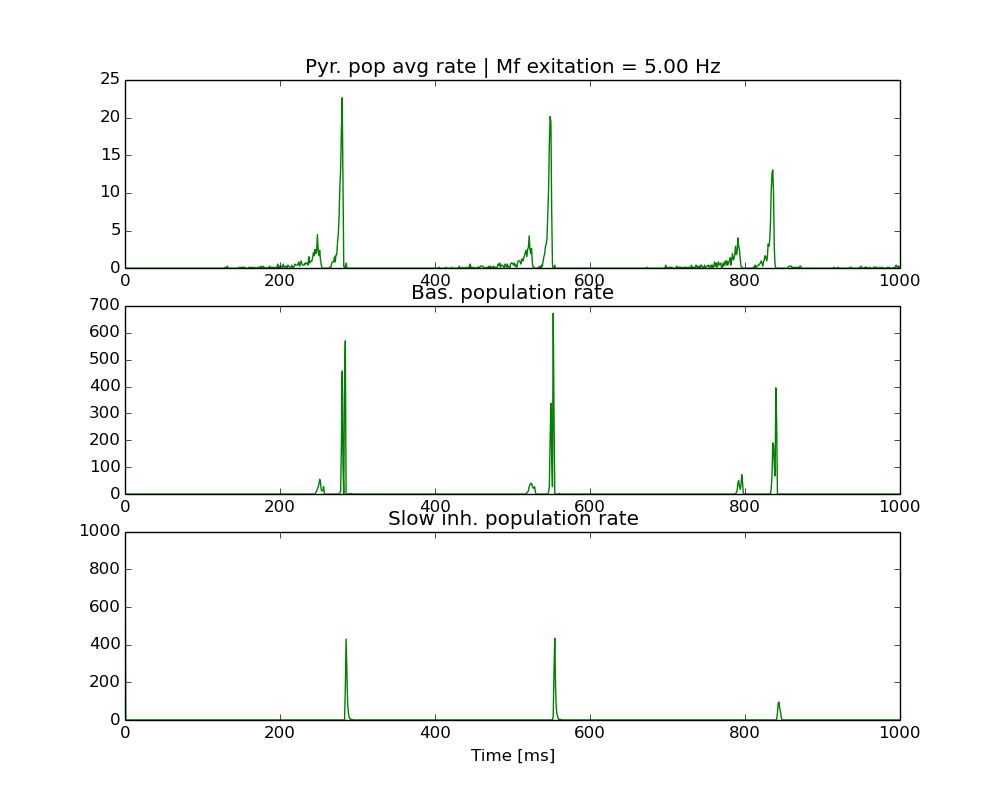 Pyr. pop avg rate | Mf exitation = 5.00 Hz
25
20
15
10
5
0
0 200 400 600 800 1000
Bas. population rate
700
600
500
400
300
200
100
0
0 200 400 600 800 1000
Slow inh. population rate
1000
800
600
400
200
0
0 200 400 600 800 1000
Time [ms]